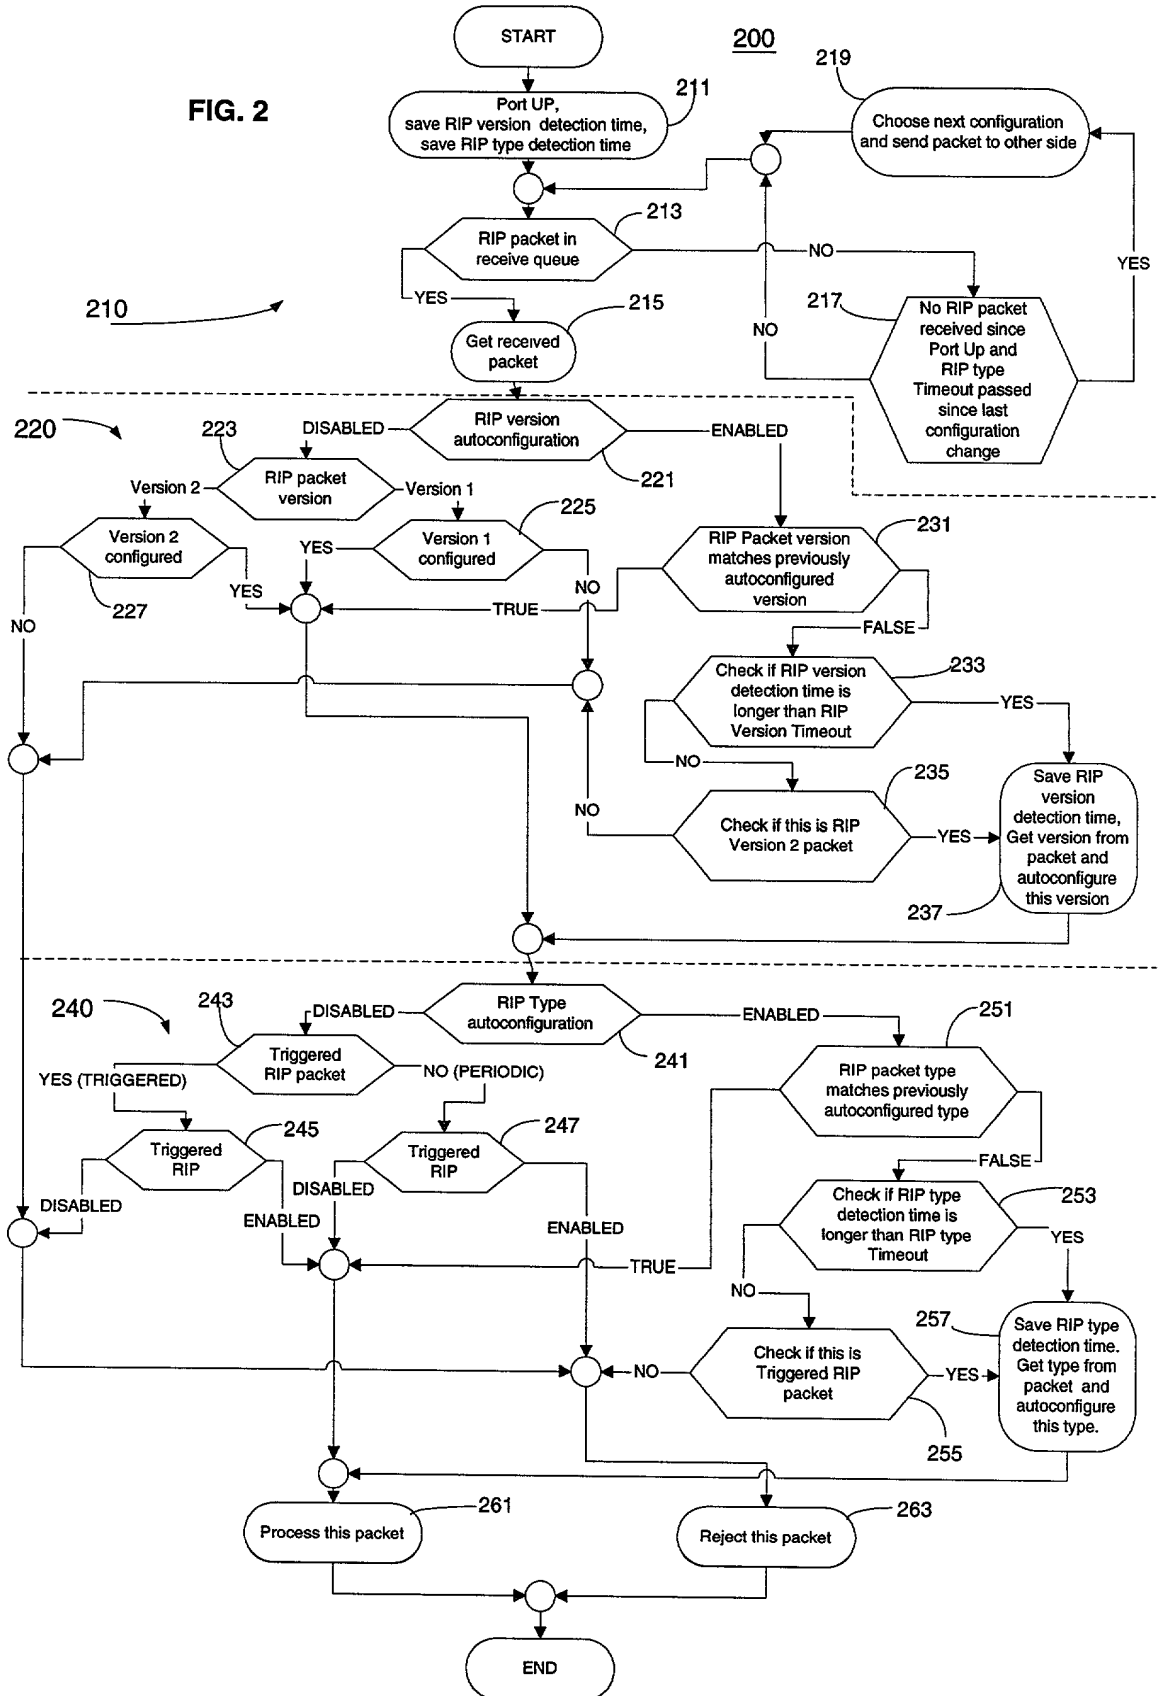 START
200
219
FIG. 2
211
Port UP,
save RIP version detection time,
save RIP type detection time
Choose next configuration
and send packet to other side
213
RIP packet in
receive queue
NO
YES
YES
210
215
217
No RIP packet
received since
Port Up and
RIP type
Timeout passed
since last
configuration
change
NO
Get received
packet
220
223
DISABLED
RIP version
autoconfiguration
ENABLED
221
Version 2
RIP packet
version
Version 1
225
231
Version 2
configured
YES
Version 1
configured
RIP Packet version
matches previously
autoconfigured
version
227
YES
NO
TRUE
NO
FALSE
Check if RIP version
detection time is
longer than RIP
Version Timeout
233
YES
NO
235
NO
Check if this is RIP
Version 2 packet
YES
Save RIP
version
detection time,
Get version from
packet and
autoconfigure
this version
237
240
243
DISABLED
RIP Type
autoconfiguration
ENABLED
251
241
Triggered
RIP packet
YES (TRIGGERED)
NO (PERIODIC)
RIP packet type
matches previously
autoconfigured type
245
247
Triggered
RIP
Triggered
RIP
FALSE
DISABLED
DISABLED
ENABLED
ENABLED
Check if RIP type
detection time is
longer than RIP type
Timeout
253
YES
TRUE
NO
257
Save RIP type
detection time.
Get type from
packet and
autoconfigure
this type.
NO
Check if this is
Triggered RIP
packet
YES
255
261
263
Process this packet
Reject this packet
END